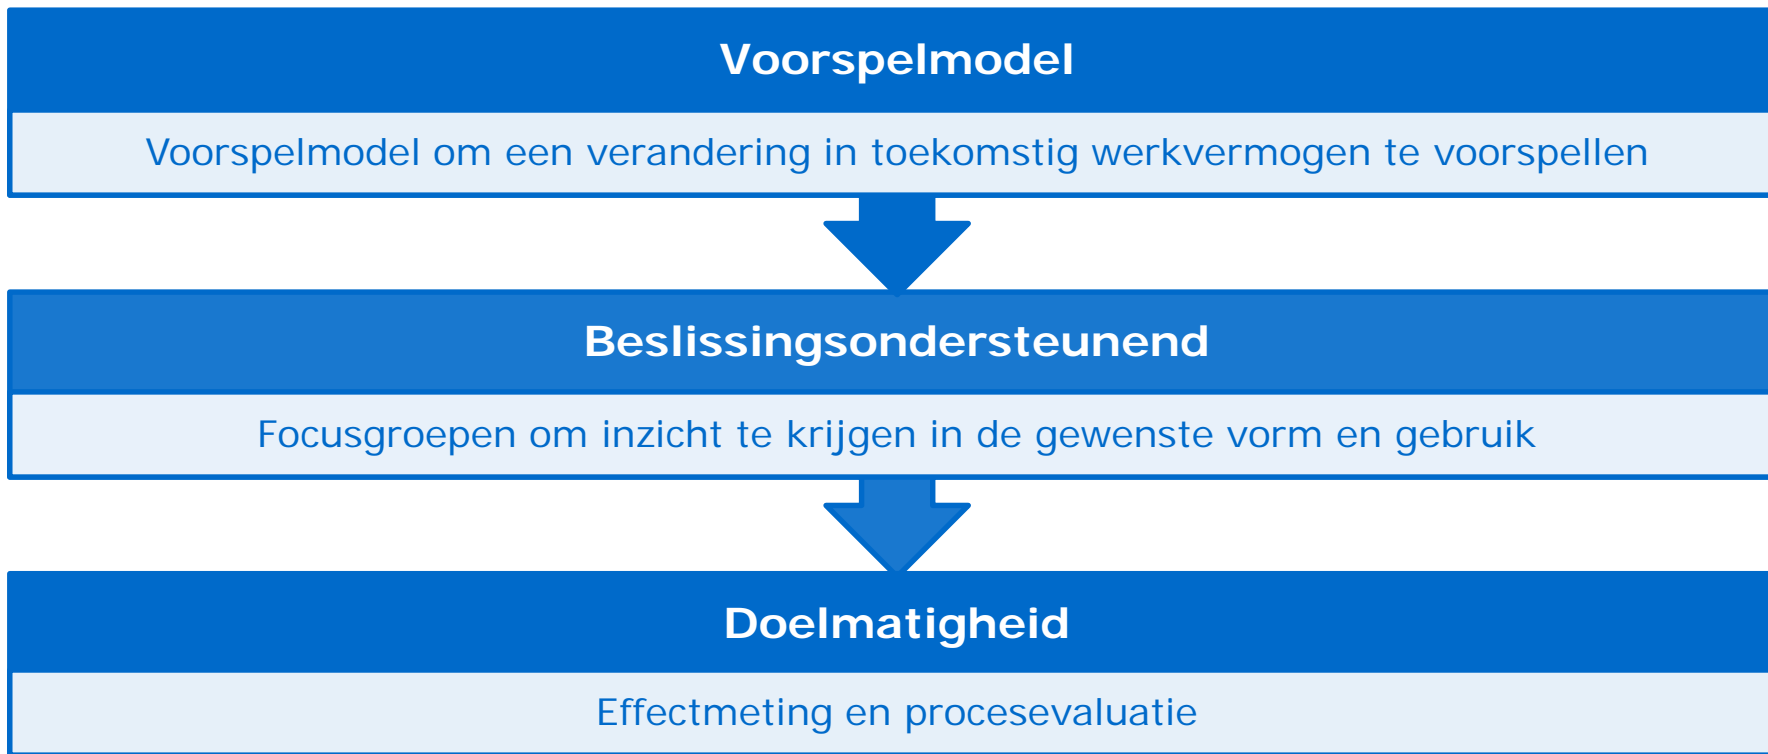 Voorspelmodel
Voorspelmodel om een verandering in toekomstig werkvermogen te voorspellen
Beslissingsondersteunend
Focusgroepen om inzicht te krijgen in de gewenste vorm en gebruik
Doelmatigheid
Effectmeting en procesevaluatie